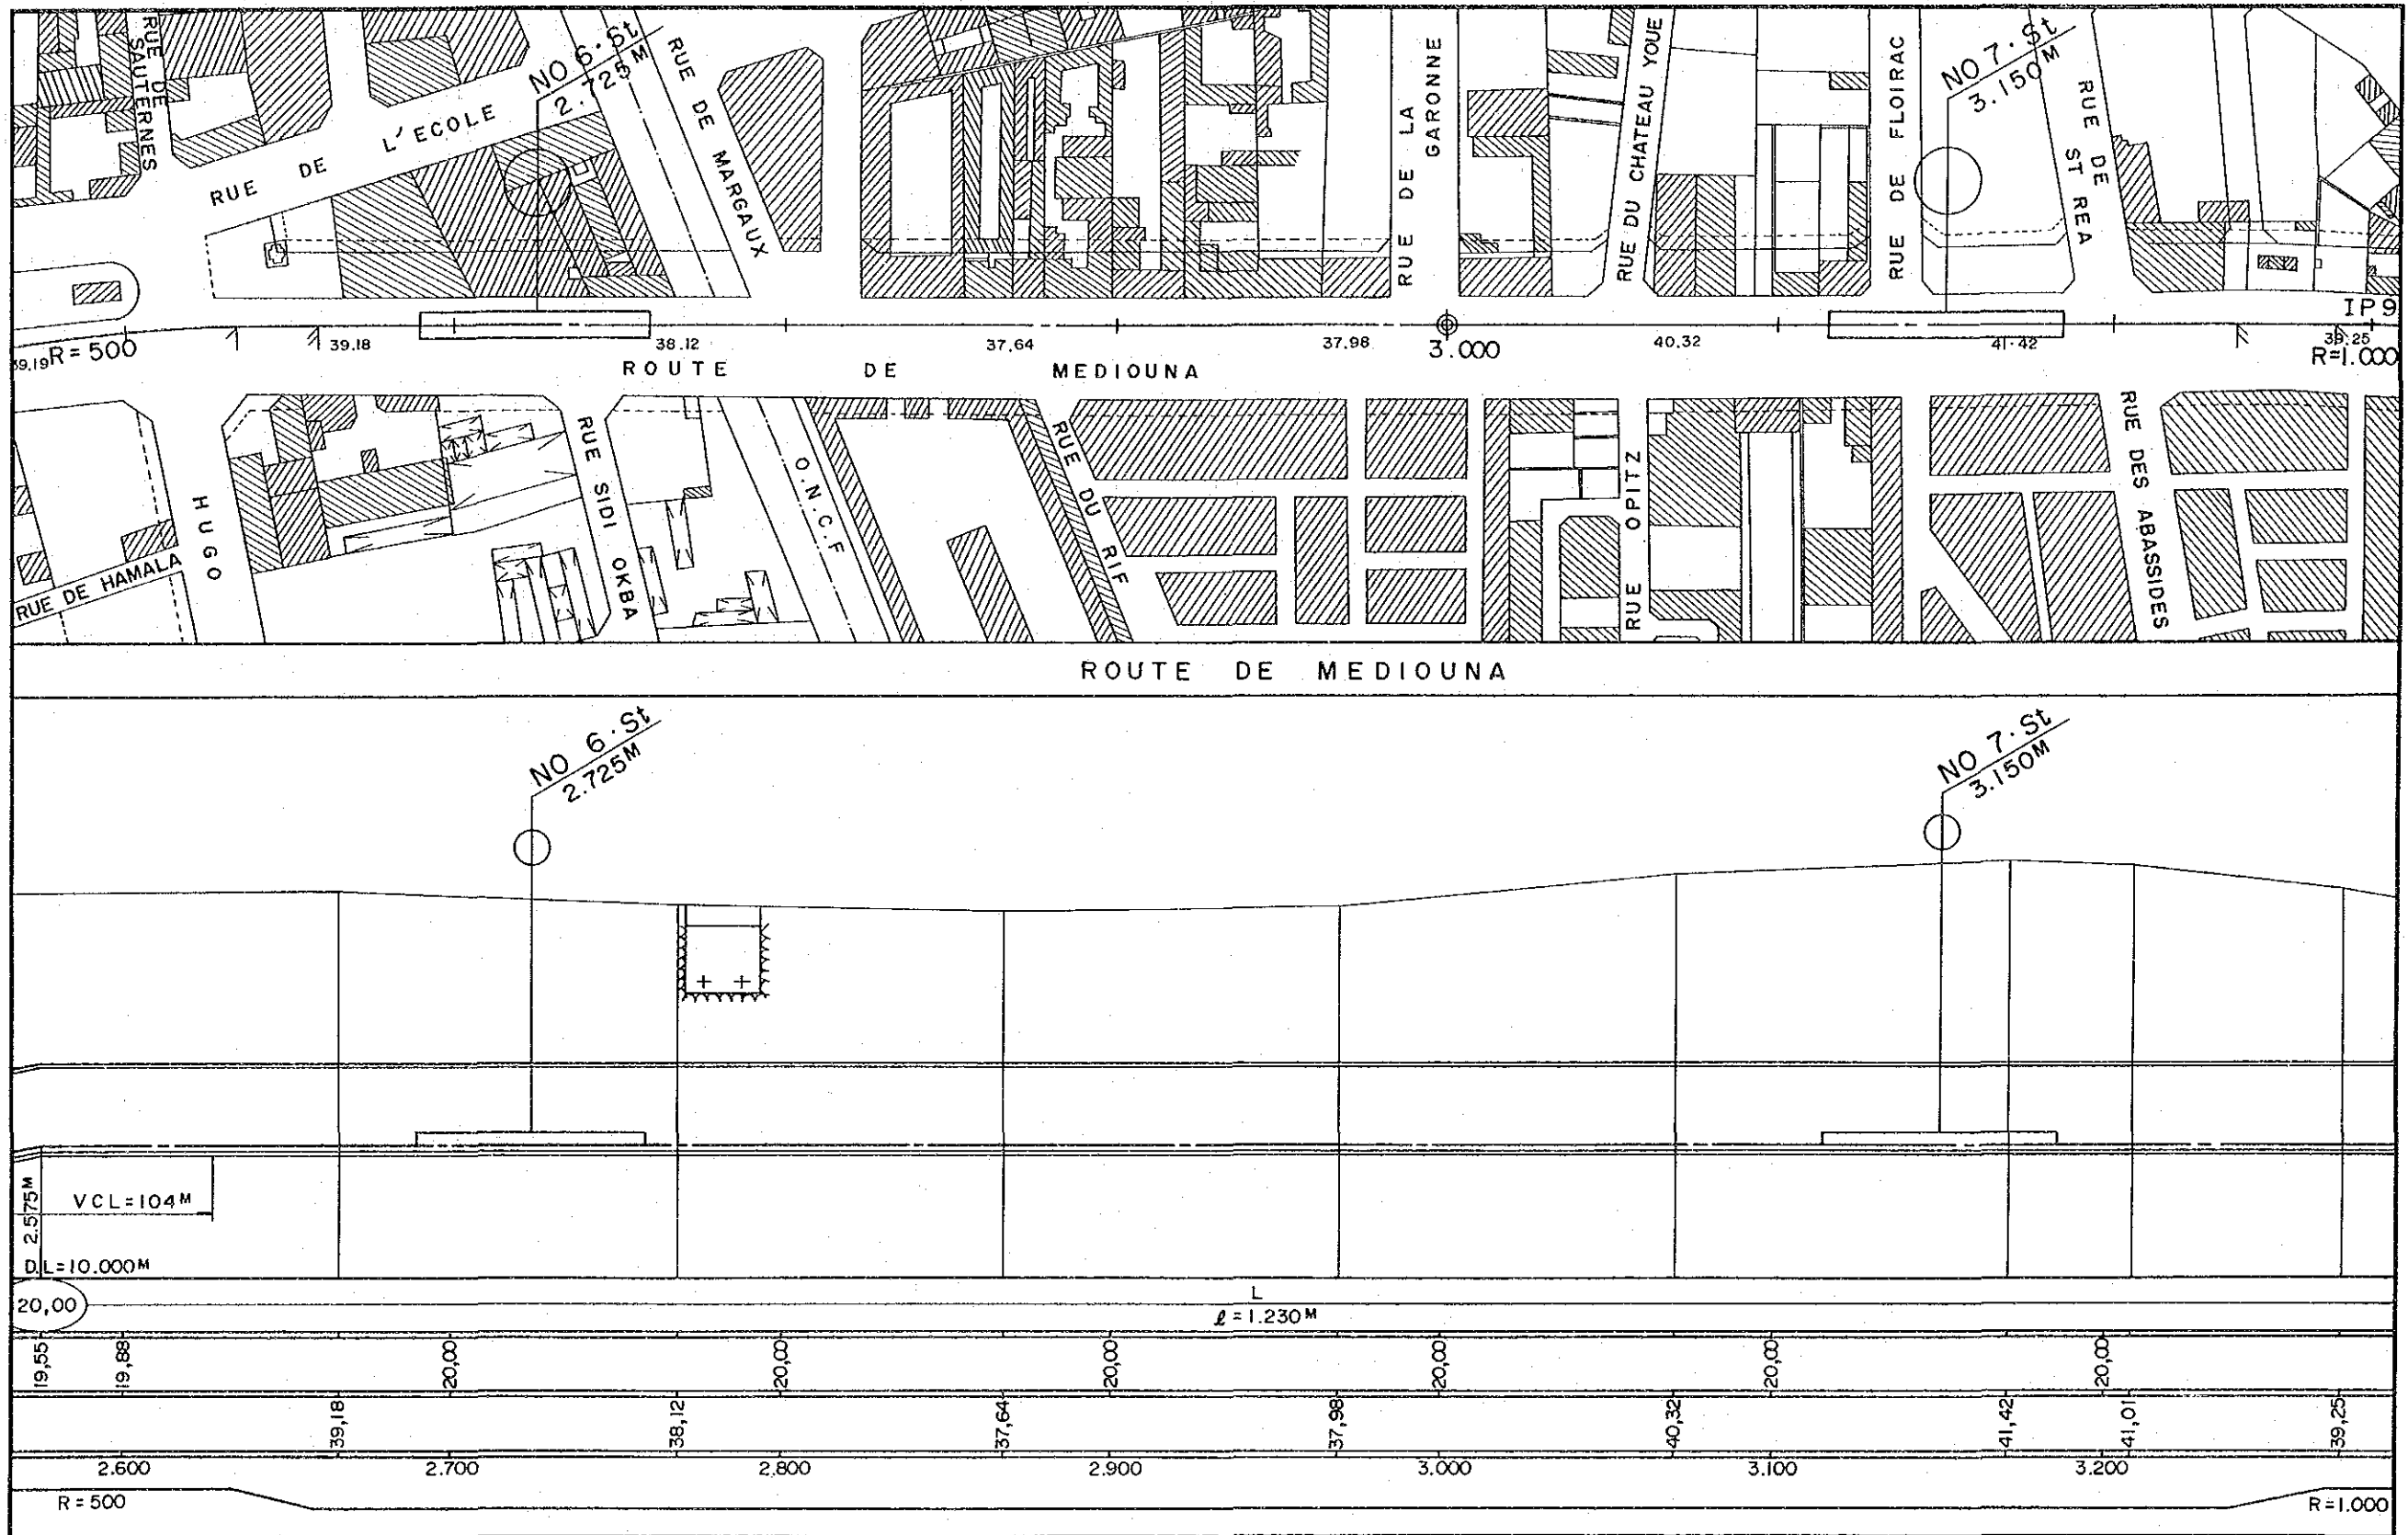 RUE DE
SAUTERNES
RUE DE L'ECOLE
NO 6·St
2.725M
RUE DE MARGAUX
RUE DE LA
GARONNE
RUE DU CHATEAU YOUE
RUE DE FLOIRAC
NO 7·St
3.150M
RUE DE
ST REA
IP 9
39.19
R=500
39.18
38.12
37.64
37.98
3.000
40.32
41.42
39.25
R=1.000
ROUTE DE MEDIOUNA
HUGO
RUE DE HAMALA
RUE SIDI OKBA
O.N.C.F
RUE DU RIF
RUE OPITZ
RUE DES ABASSIDES
ROUTE DE MEDIOUNA
NO 6·St
2.725M
NO 7·St
3.150M
2.575M
VCL=104M
D.L=10.000M
20,00
L
ℓ=1.230M
19,55
19,88
20,00
20,00
20,00
20,00
20,00
20,00
39,18
38,12
37,64
37,98
40,32
41,42
41,01
39,25
2.600
2.700
2.800
2.900
3.000
3.100
3.200
R=500
R=1.000